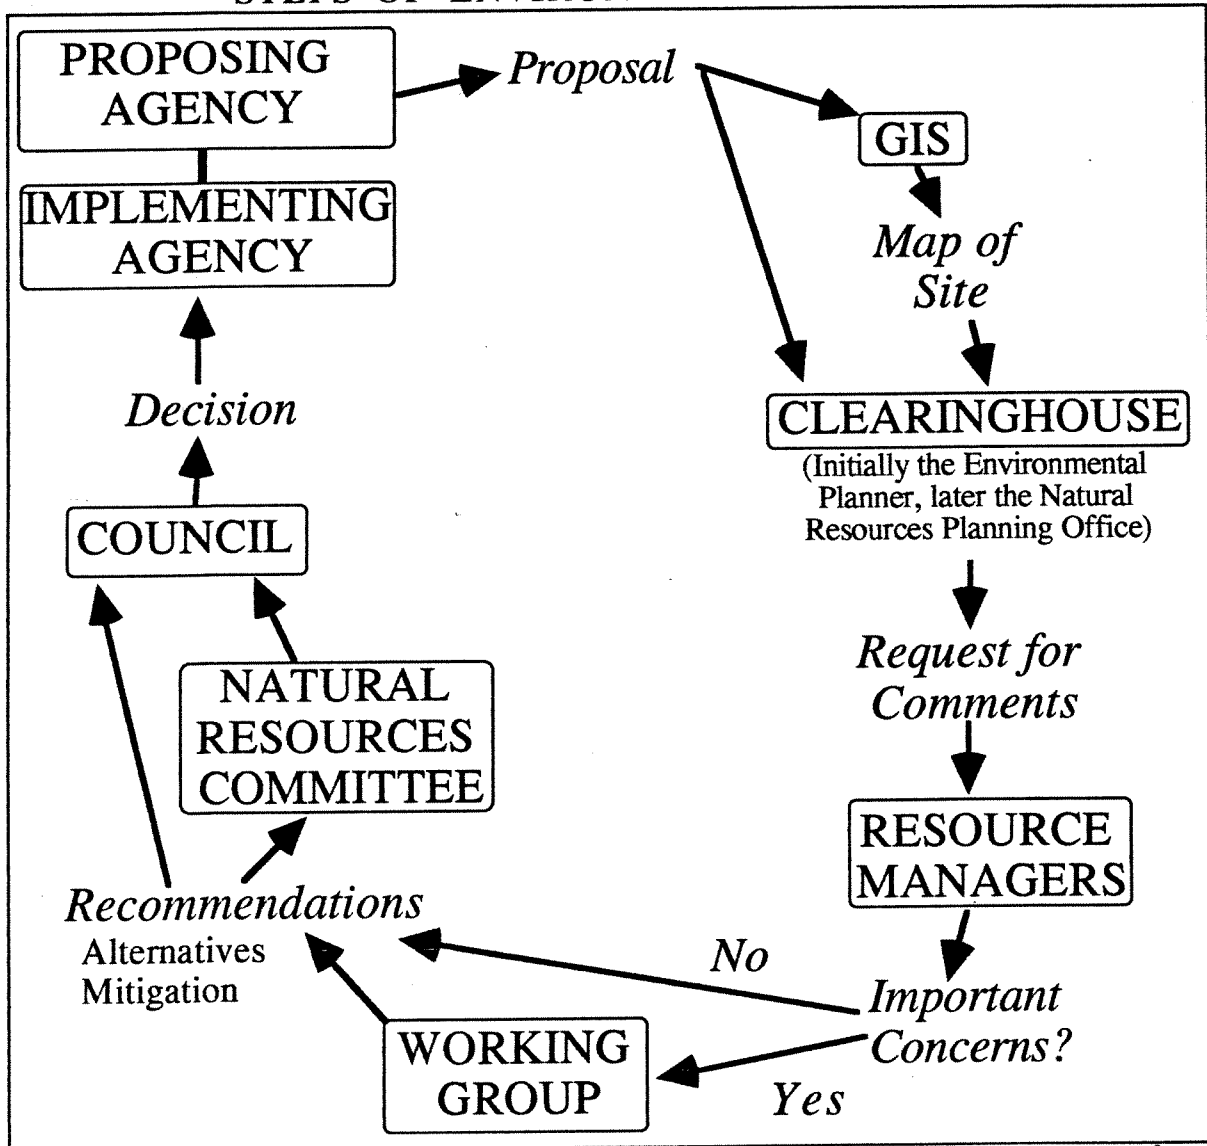 PROPOSING
AGENCY
Proposal
GIS
IMPLEMENTING
AGENCY
Map of
Site
Decision
CLEARINGHOUSE
(Initially the Environmental
Planner, later the Natural
Resources Planning Office)
COUNCIL
Request for
Comments
NATURAL
RESOURCES
COMMITTEE
RESOURCE
MANAGERS
Recommendations
Alternatives
Mitigation
No
Important
Concerns?
WORKING
GROUP
Yes